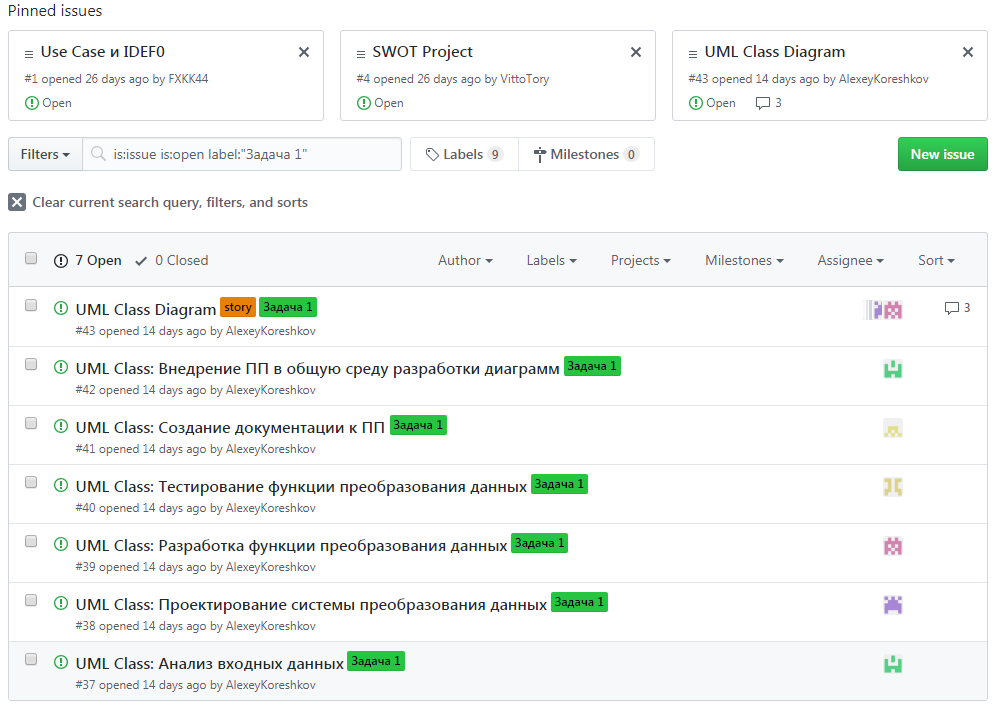 Pinned issues
Use Case и IDEF0
#1 opened 26 days ago by FXKK44
Open
SWOT Project
#4 opened 26 days ago by VittoTory
Open
UML Class Diagram
#43 opened 14 days ago by AlexeyKoreshkov
Open 3
Filters is:issue is:open label:"Задача 1" Labels 9 Milestones 0 New issue
Clear current search query, filters, and sorts
7 Open 0 Closed Author Labels Projects Milestones Assignee Sort
UML Class Diagram story Задача 1 3
#43 opened 14 days ago by AlexeyKoreshkov
UML Class: Внедрение ПП в общую среду разработки диаграмм Задача 1
#42 opened 14 days ago by AlexeyKoreshkov
UML Class: Создание документации к ПП Задача 1
#41 opened 14 days ago by AlexeyKoreshkov
UML Class: Тестирование функции преобразования данных Задача 1
#40 opened 14 days ago by AlexeyKoreshkov
UML Class: Разработка функции преобразования данных Задача 1
#39 opened 14 days ago by AlexeyKoreshkov
UML Class: Проектирование системы преобразования данных Задача 1
#38 opened 14 days ago by AlexeyKoreshkov
UML Class: Анализ входных данных Задача 1
#37 opened 14 days ago by AlexeyKoreshkov